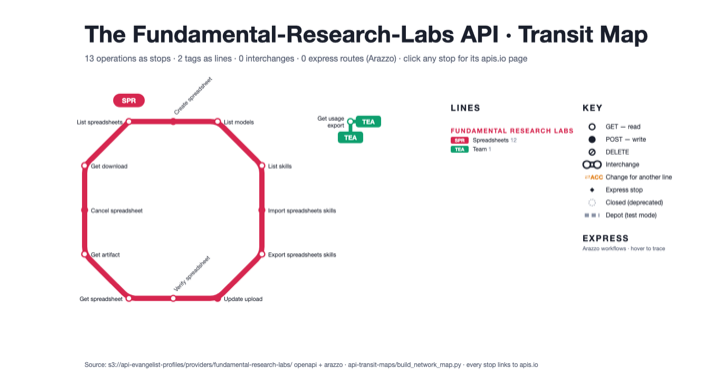 The Fundamental-Research-Labs API · Transit Map
13 operations as stops · 2 tags as lines · 0 interchanges · 0 express routes (Arazzo) · click any stop for its apis.io page
SPR
Create spreadsheet
List spreadsheets
List models
Get download
List skills
Cancel spreadsheet
Import spreadsheets skills
Get artifact
Export spreadsheets skills
Verify spreadsheet
Get spreadsheet
Update upload
Get usage
export
TEA
TEA
LINES
FUNDAMENTAL RESEARCH LABS
SPR Spreadsheets 12
TEA Team 1
KEY
GET — read
POST — write
DELETE
Interchange
↗ACC Change for another line
Express stop
Closed (deprecated)
Depot (test mode)
EXPRESS
Arazzo workflows · hover to trace
Source: s3://api-evangelist-profiles/providers/fundamental-research-labs/ openapi + arazzo · api-transit-maps/build_network_map.py · every stop links to apis.io